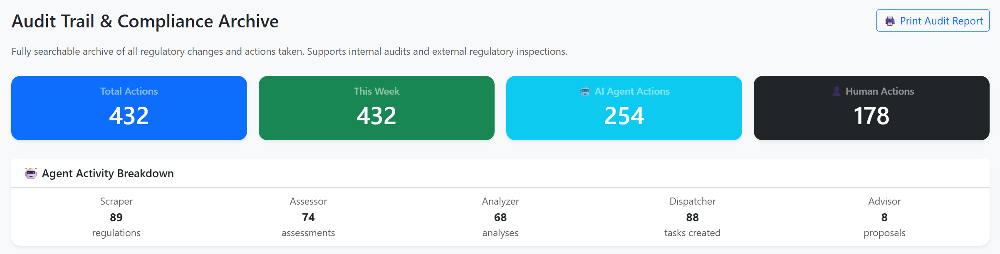 Audit Trail & Compliance Archive
Print Audit Report
Fully searchable archive of all regulatory changes and actions taken. Supports internal audits and external regulatory inspections.
Total Actions
432
This Week
432
AI Agent Actions
254
Human Actions
178
Agent Activity Breakdown
Scraper
89
regulations
Assessor
74
assessments
Analyzer
68
analyses
Dispatcher
88
tasks created
Advisor
8
proposals